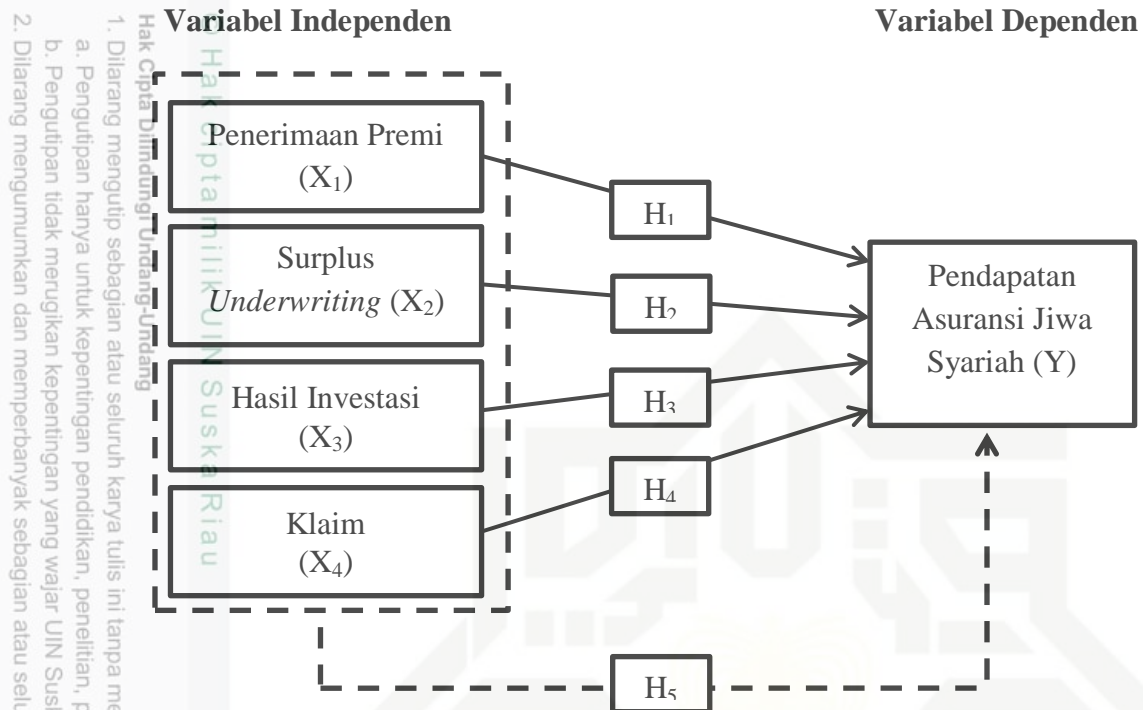 Variabel Independen
Variabel Dependen
Penerimaan Premi
(X₁)
Surplus
Underwriting (X₂)
Hasil Investasi
(X₃)
Klaim
(X₄)
H₁
H₂
H₃
H₄
H₅
Pendapatan
Asuransi Jiwa
Syariah (Y)
© Hak cipta milik UIN Suska Riau
Hak Cipta Dilindungi Undang-Undang
1. Dilarang mengutip sebagian atau seluruh karya tulis ini tanpa
a. Pengutipan hanya untuk kepentingan pendidikan, penelitian,
b. Pengutipan tidak merugikan kepentingan yang wajar UIN
2. Dilarang mengumumkan dan memperbanyak sebagian atau